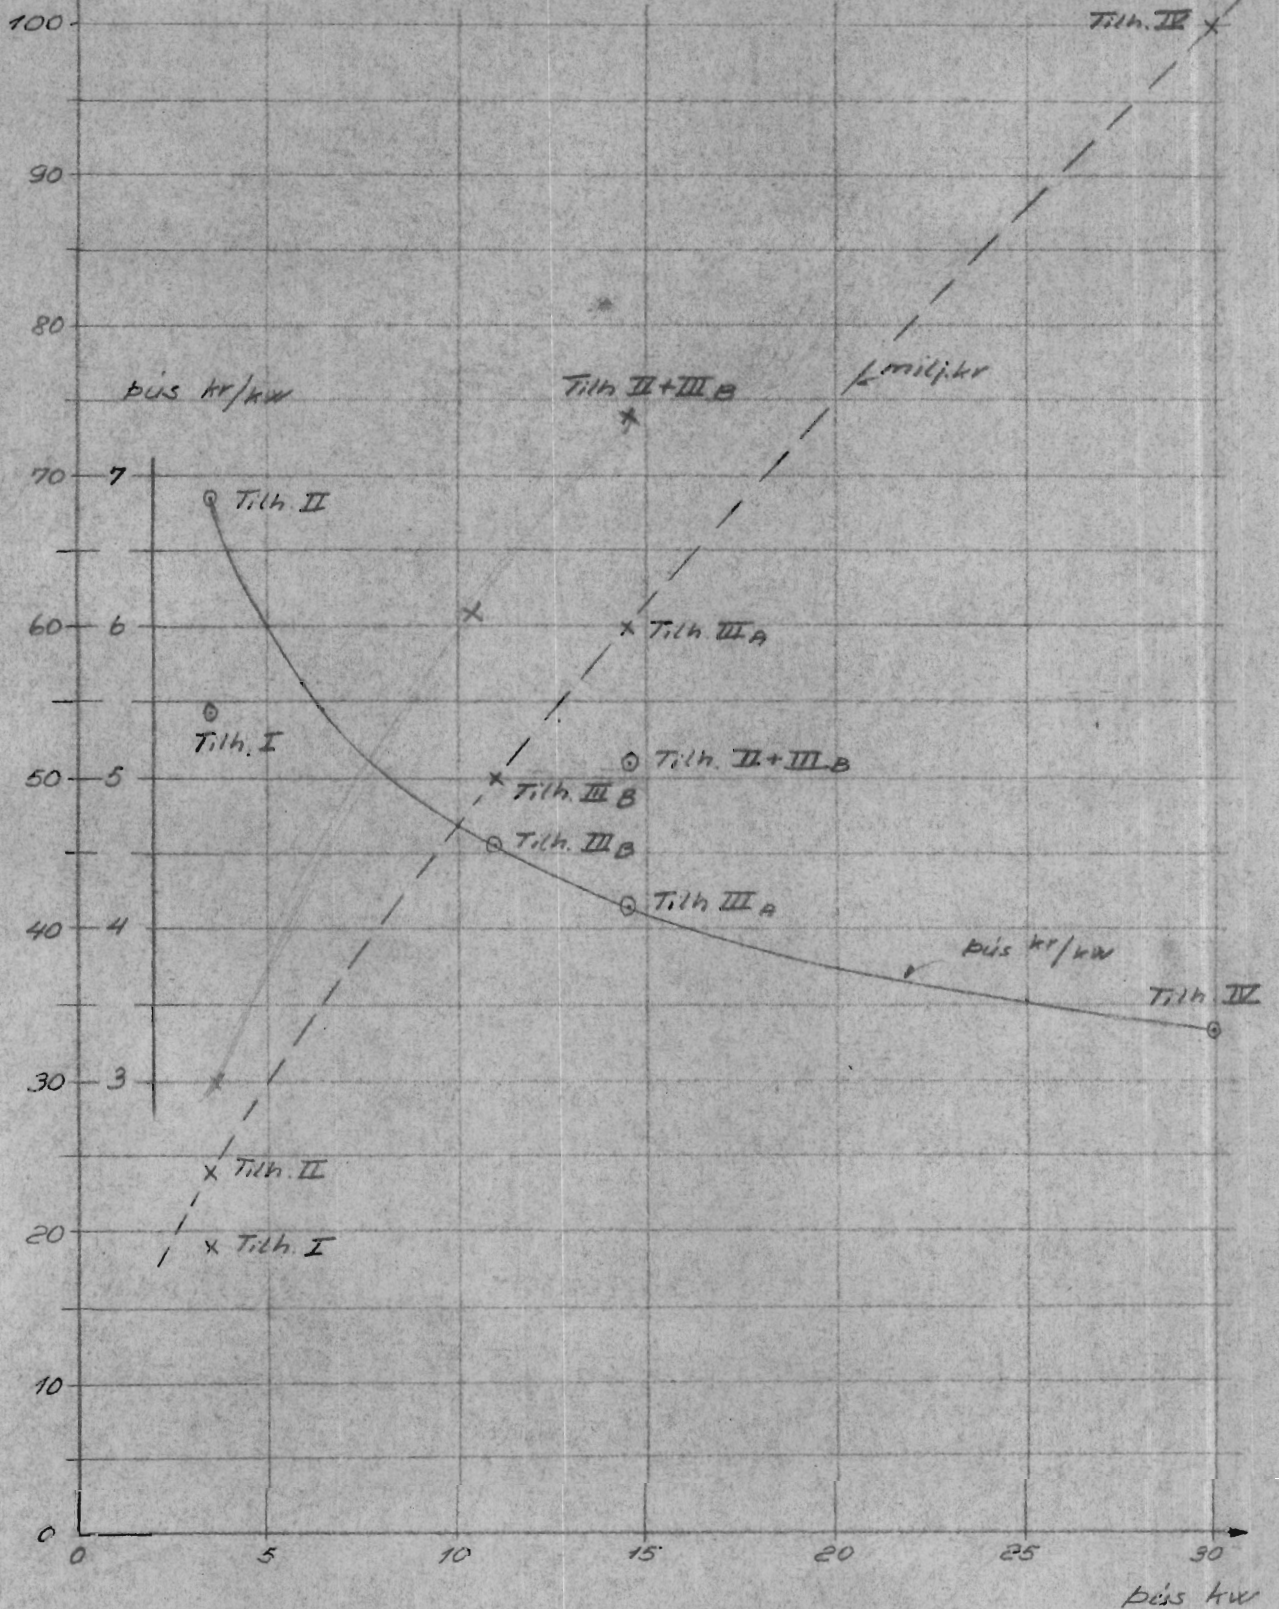 100
Tilh. IV
90
80
milj.kr
Tilh II+III B
þús kr/kw
70
7
Tilh. II
60
6
Tilh. III A
Tilh. I
50
5
Tilh. II+III B
Tilh. III B
Tilh. III B
Tilh III A
40
4
þús kr/kw
Tilh. IV
30
3
Tilh. II
20
Tilh. I
10
0
0
5
10
15
20
25
30
þús kw